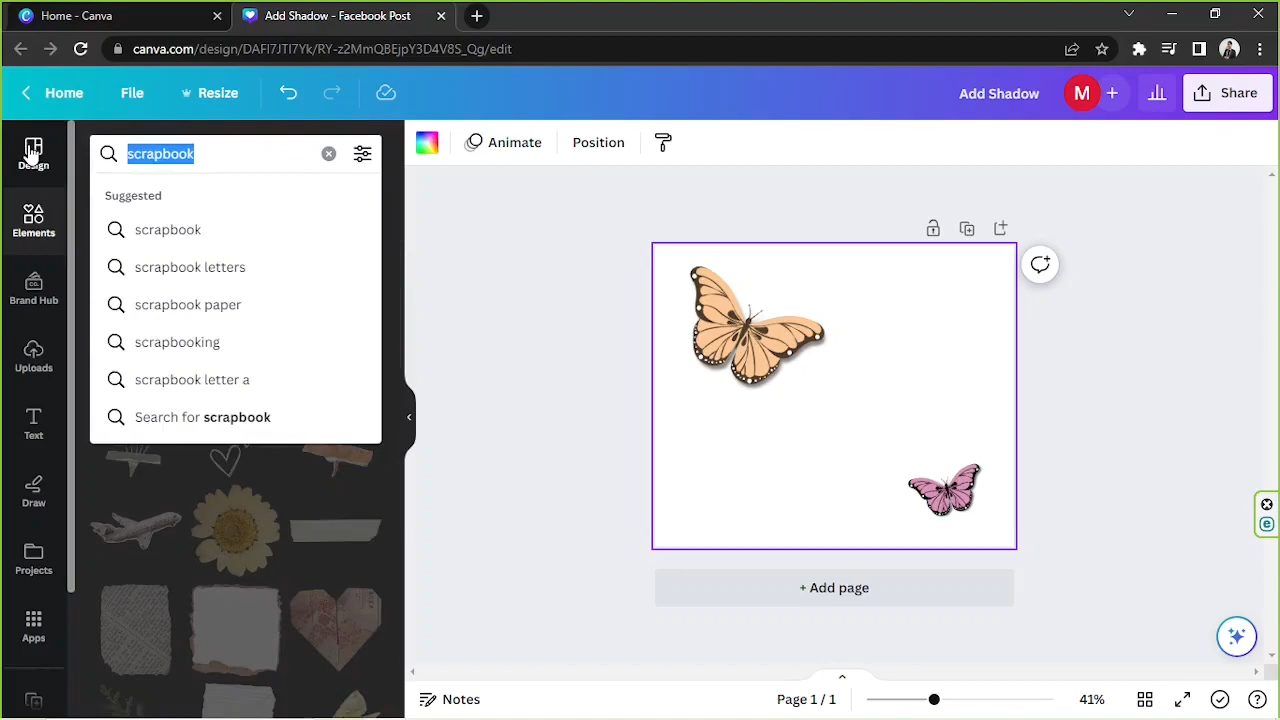 Home - Canva
Add Shadow - Facebook Post
canva.com/design/DAFI7JTI7Yk/RY-z2MmQBEjpY3D4V8S_Qg/edit
Home
File
Resize
Add Shadow
M
Share
Design
scrapbook
Animate
Position
Suggested
scrapbook
Elements
scrapbook letters
Brand Hub
scrapbook paper
scrapbooking
Uploads
scrapbook letter a
Text
Search for scrapbook
Draw
Projects
+ Add page
Apps
Notes
Page 1 / 1
41%